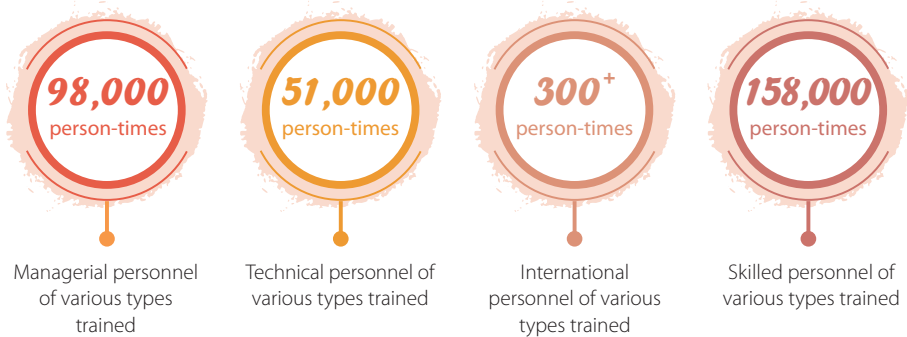 98,000
person-times
Managerial personnel
of various types
trained
51,000
person-times
Technical personnel of
various types trained
300+
person-times
International
personnel of various
types trained
158,000
person-times
Skilled personnel of
various types trained